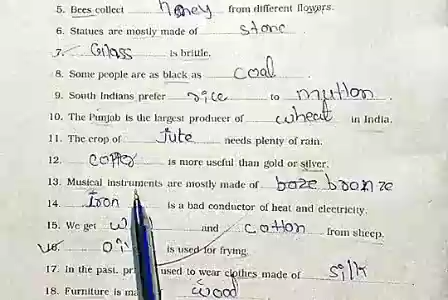 5. Bees collect honey from different flowers.
6. Statues are mostly made of stone
7. Glass is brittle.
8. Some people are as black as coal
9. South Indians prefer rice to mutton
10. The Punjab is the largest producer of wheat in India.
11. The crop of jute needs plenty of rain.
12. copper is more useful than gold or silver.
13. Musical instruments are mostly made of boze bronze
14. Iron is a bad conductor of heat and electricity.
15. We get and cotton from sheep.
16. is used for frying.
17. In the past, used to wear clothes made of silk
18. Furniture is wood